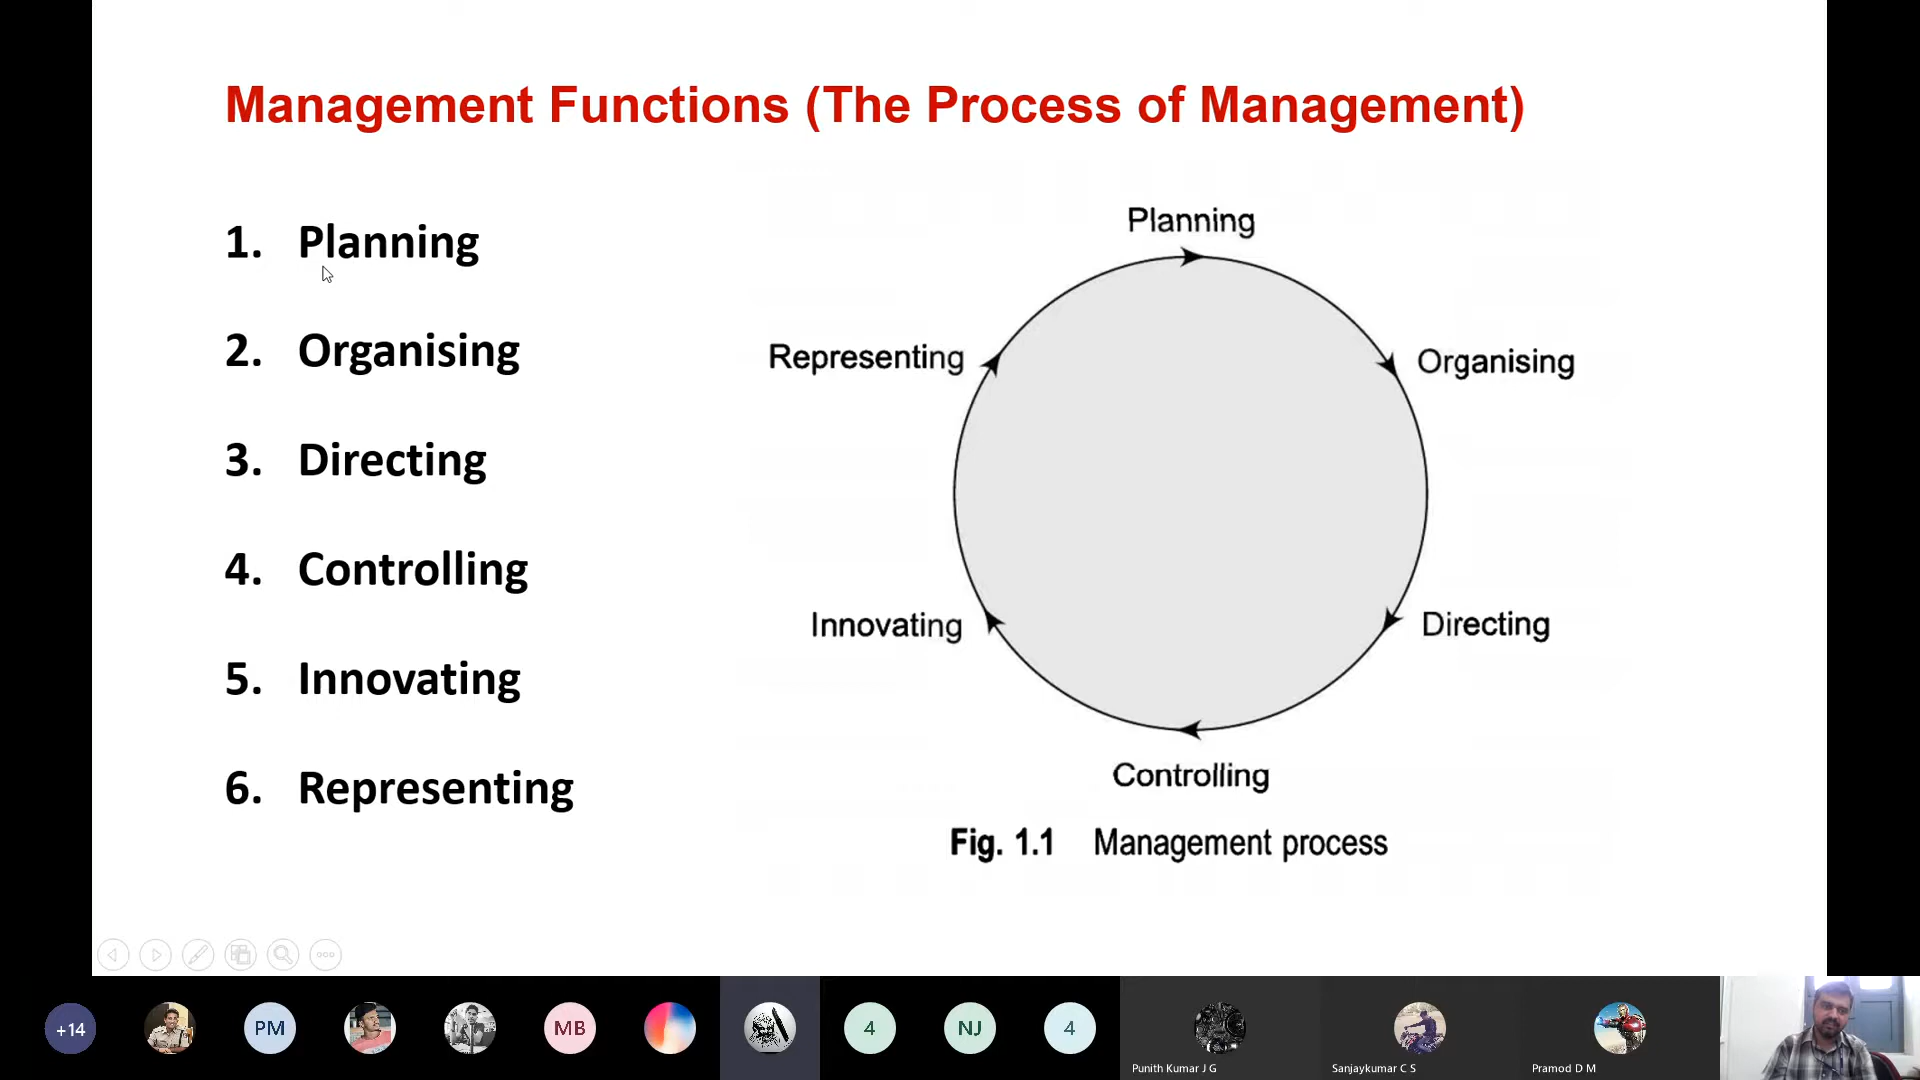 Management Functions (The Process of Management)
1. Planning
2. Organising
3. Directing
4. Controlling
5. Innovating
6. Representing
Planning
Organising
Directing
Controlling
Innovating
Representing
Fig. 1.1 Management process
+14
PM
MB
4
NJ
4
Punith Kumar J G
Sanjaykumar C S
Pramod D M